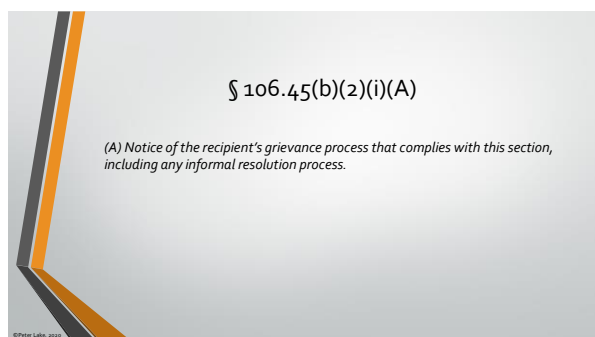 § 106.45(b)(2)(i)(A)
(A) Notice of the recipient's grievance process that complies with this section,
including any informal resolution process.
©Peter Lake, 2020